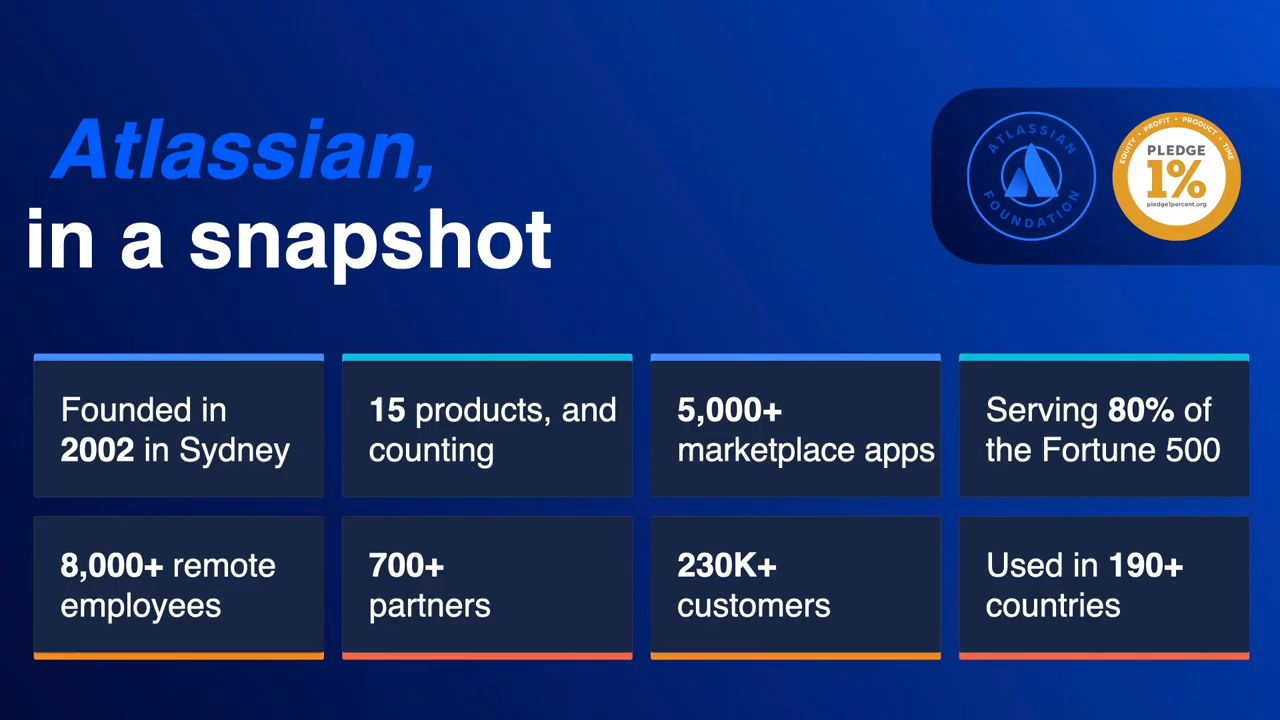 Atlassian,
in a snapshot
ATLASSIAN
FOUNDATION
EQUITY • PROFIT • PRODUCT • TIME
PLEDGE
1%
pledge1percent.org
Founded in
2002 in Sydney
15 products, and
counting
5,000+
marketplace apps
Serving 80% of
the Fortune 500
8,000+ remote
employees
700+
partners
230K+
customers
Used in 190+
countries